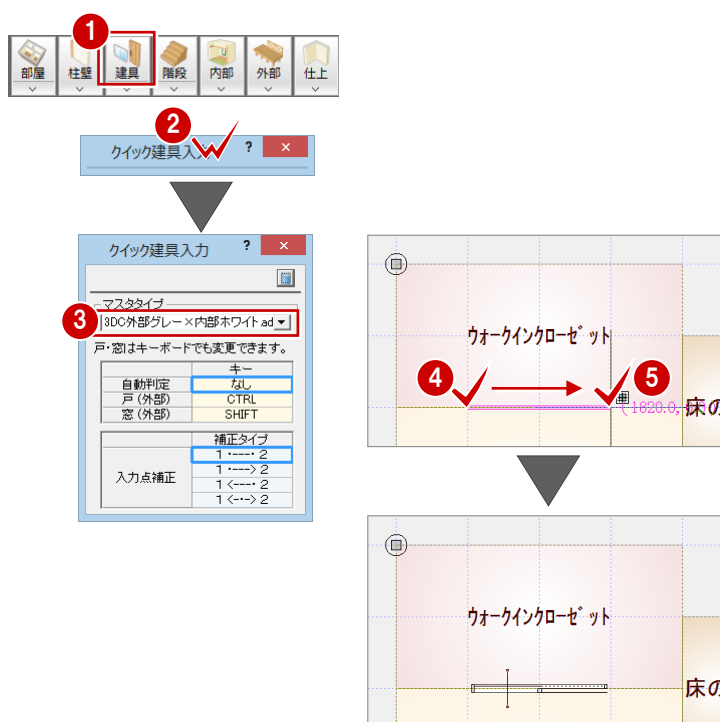 1
部屋 柱壁 建具 階段 内部 外部 仕上
2
クイック建具入 ?
クイック建具入力 ?
マスタタイプ
3
3DC外部グレー×内部ホワイト.ad
戸・窓はキーボードでも変更できます。
キー
自動判定 なし
戸(外部) CTRL
窓(外部) SHIFT
補正タイプ
入力点補正
1 ・---・ 2
1 ・---> 2
1 <---・ 2
1 <-・-> 2
ウォークインクローゼット
4
5
(1820.0,
床の
ウォークインクローゼット
床の